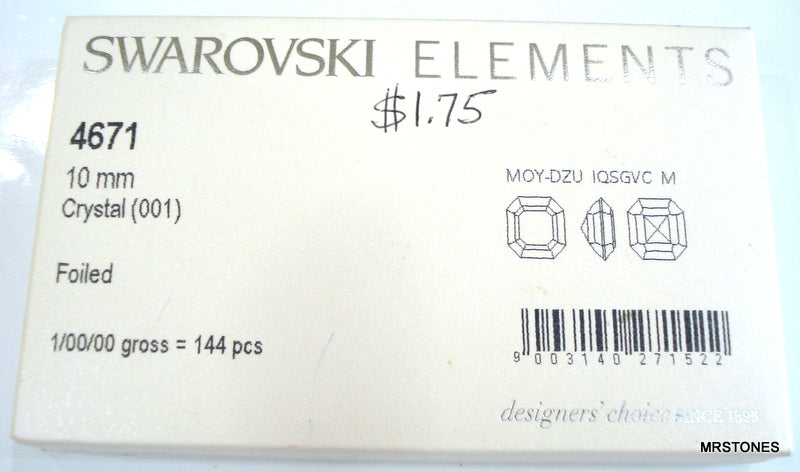 SWAROVSKI ELEMENTS
$1.75
4671
10 mm
Crystal (001)
MOY-DZU IQSGVC M
Foiled
1/00/00 gross = 144 pcs
9 003140 271522
designers' choice SINCE 1895
MRSTONES